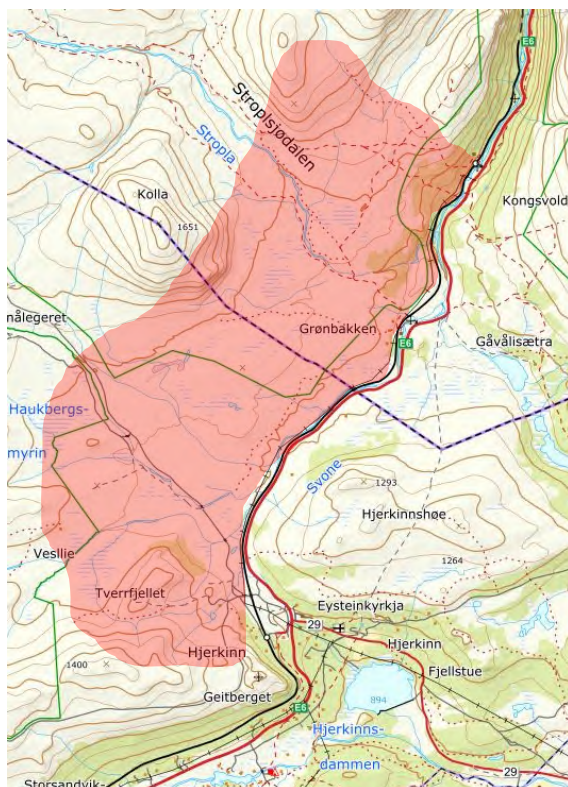 E6
Stroplsjødalen
Stropla
Kolla
1651
Kongsvold
nålegeret
Grønbakken
E6
Gåvålisætra
Haukbergs-
myrin
Svone
1293
Hjerkinnshøe
Vesllie
1264
Tverrfjellet
Eysteinkyrkja
29
Hjerkinn
Hjerkinn
Fjellstue
1400
Geitberget
894
E6
Hjerkinns-
dammen
29
Storsandvik-